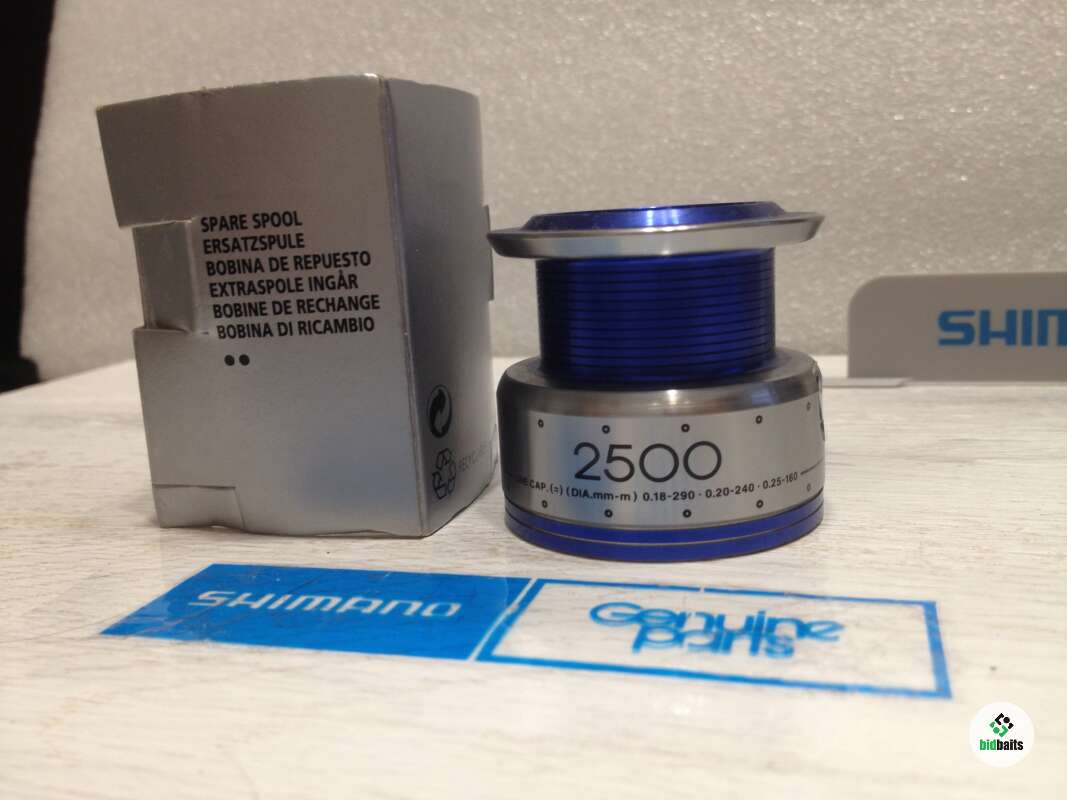 SPARE SPOOL
ERSATZSPULE
BOBINA DE REPUESTO
EXTRASPOLE INGÅR
BOBINE DE RECHANGE
BOBINA DI RICAMBIO
2500
CAP.(=) (DIA.mm-m) 0.18-290 · 0.20-240 · 0.25-160
SHIM
SHIMANO
Genuine
parts
bidbaits